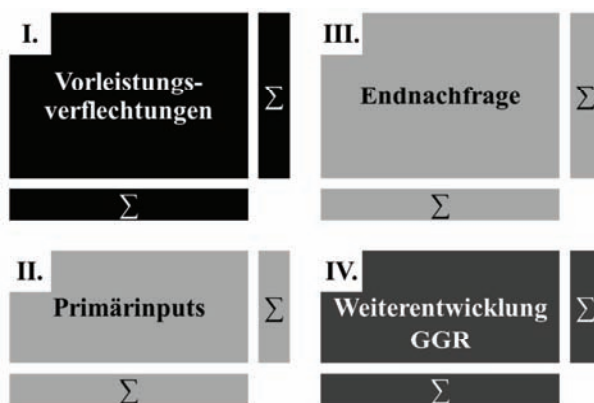 I.
Vorleistungs-
verflechtungen
∑
∑
III.
Endnachfrage
∑
∑
II.
Primärinputs
∑
∑
IV.
Weiterentwicklung
GGR
∑
∑